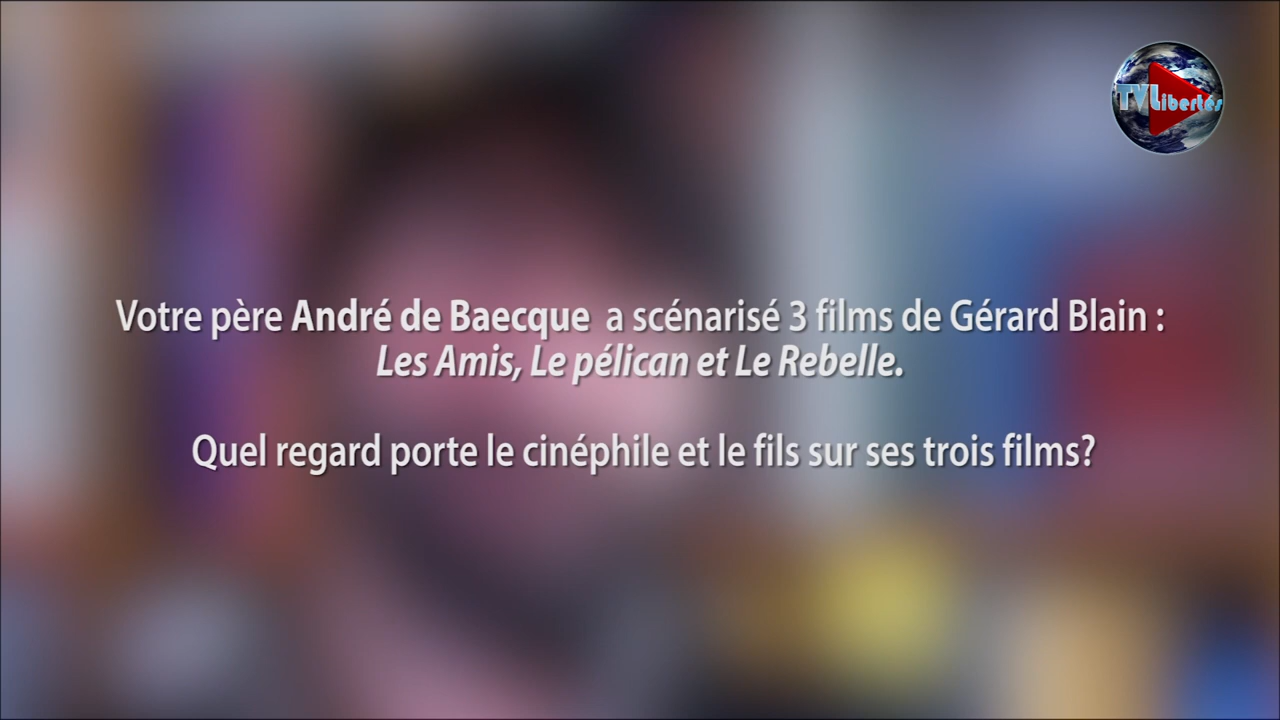 TVLibertés
Votre père André de Baecque a scénarisé 3 films de Gérard Blain :
Les Amis, Le pélican et Le Rebelle.
Quel regard porte le cinéphile et le fils sur ses trois films?